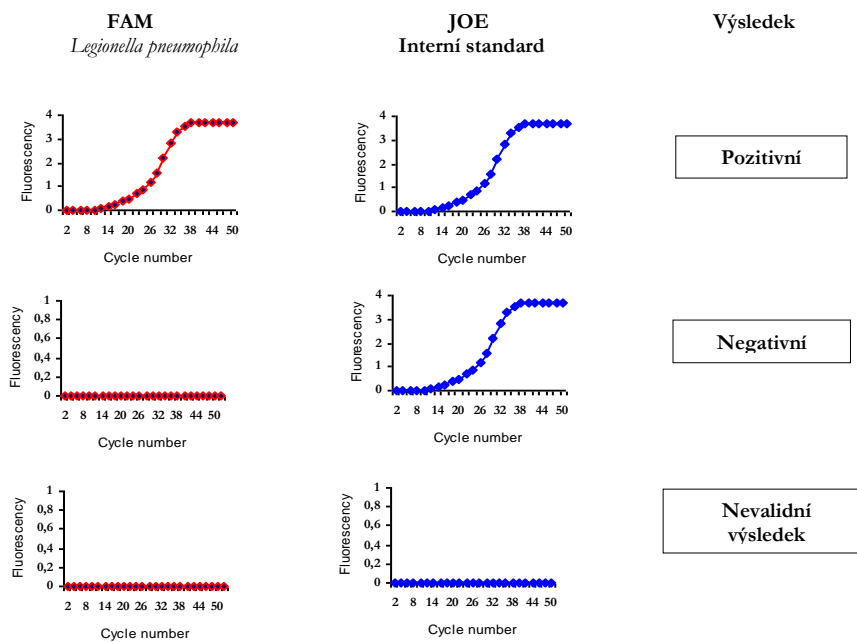 FAM
JOE
Výsledek
Legionella pneumophila
Interní standard
Fluorescency
4
3
2
1
0
2 8 14 20 26 32 38 44 50
Cycle number
Fluorescency
4
3
2
1
0
2 8 14 20 26 32 38 44 50
Cycle number
Pozitivní
Fluorescency
1
0,8
0,6
0,4
0,2
0
2 8 14 20 26 32 38 44 50
Cycle number
Fluorescency
4
3
2
1
0
2 8 14 20 26 32 38 44 50
Cycle number
Negativní
Fluorescency
1
0,8
0,6
0,4
0,2
0
2 8 14 20 26 32 38 44 50
Cycle number
Fluorescency
1
0,8
0,6
0,4
0,2
0
2 8 14 20 26 32 38 44 50
Cycle number
Nevalidní
výsledek